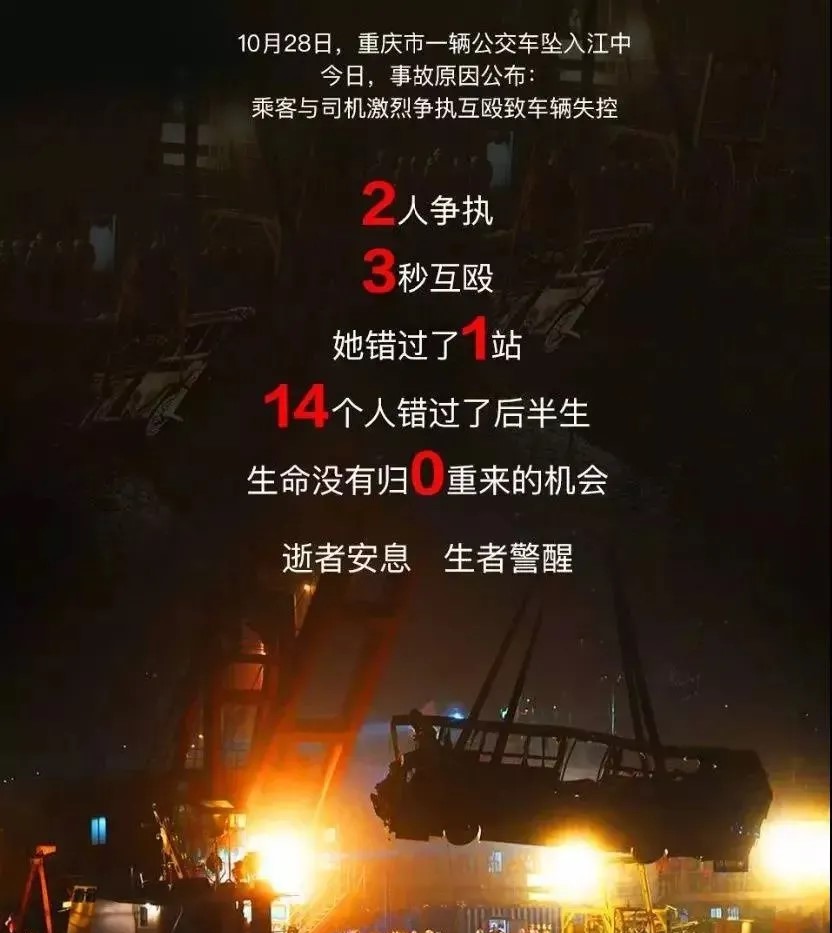 10月28日，重庆市一辆公交车坠入江中
今日，事故原因公布：
乘客与司机激烈争执互殴致车辆失控
2人争执
3秒互殴
她错过了1站
14个人错过了后半生
生命没有归0重来的机会
逝者安息 生者警醒